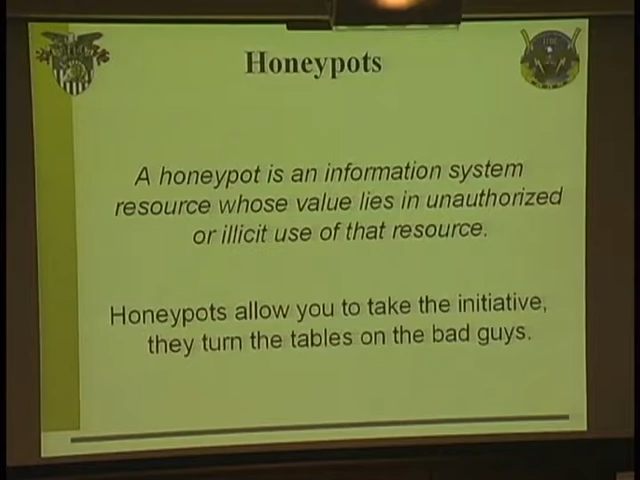 Honeypots
A honeypot is an information system
resource whose value lies in unauthorized
or illicit use of that resource.
Honeypots allow you to take the initiative,
they turn the tables on the bad guys.